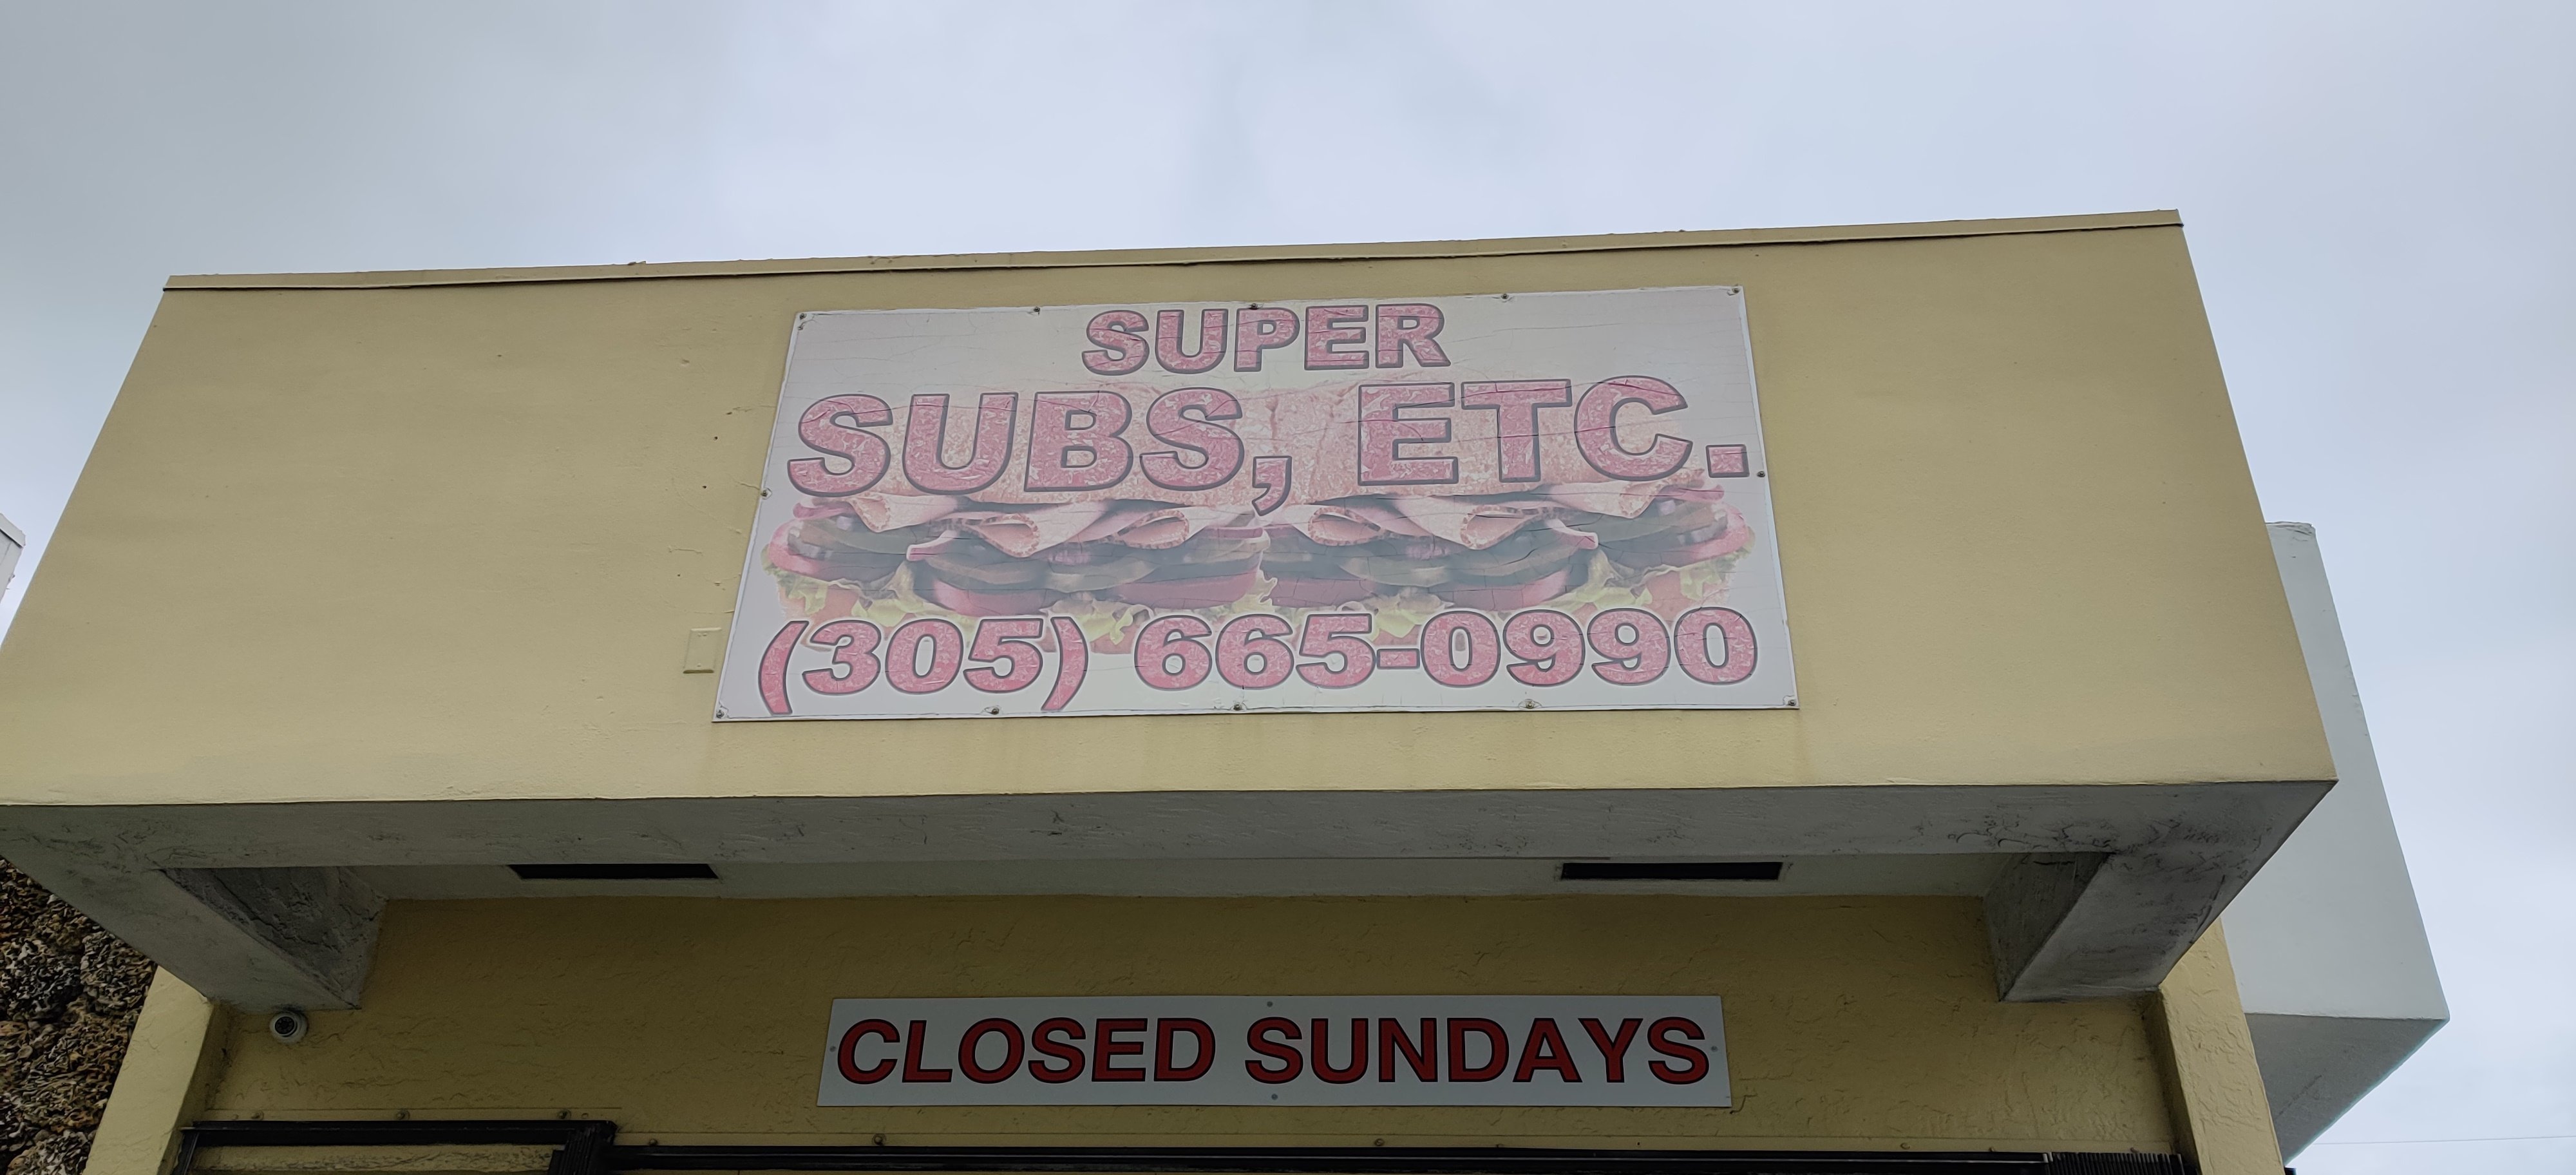 SUPER
SUBS, ETC.
(305) 665-0990
CLOSED SUNDAYS